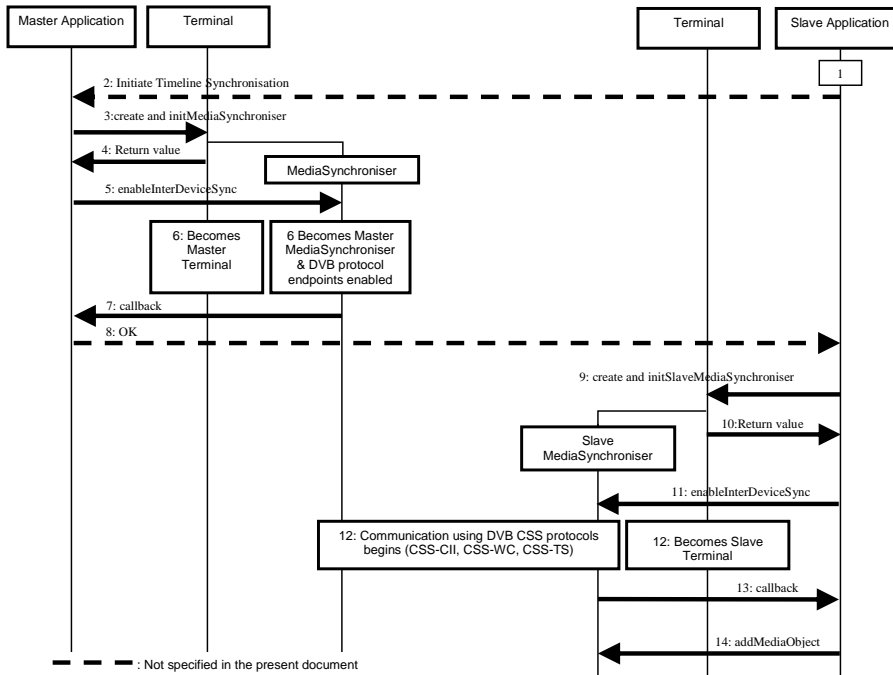 Master Application
Terminal
Terminal
Slave Application
1
2: Initiate Timeline Synchronisation
3:create and initMediaSynchroniser
4: Return value
MediaSynchroniser
5: enableInterDeviceSync
6: Becomes
Master
Terminal
6 Becomes Master
MediaSynchroniser
& DVB protocol
endpoints enabled
7: callback
8: OK
9: create and initSlaveMediaSynchroniser
10:Return value
Slave
MediaSynchroniser
11: enableInterDeviceSync
12: Communication using DVB CSS protocols
begins (CSS-CII, CSS-WC, CSS-TS)
12: Becomes Slave
Terminal
13: callback
14: addMediaObject
: Not specified in the present document